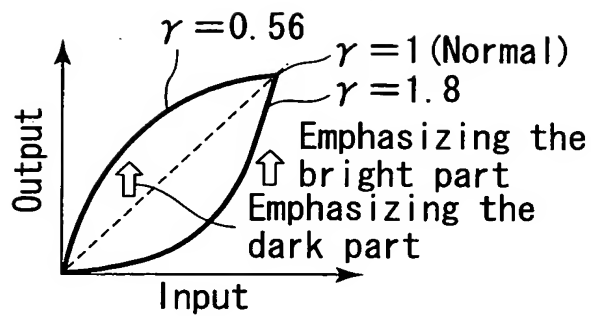 γ=0.56
γ=1(Normal)
γ=1.8
Emphasizing the
bright part
Emphasizing the
dark part
Output
Input